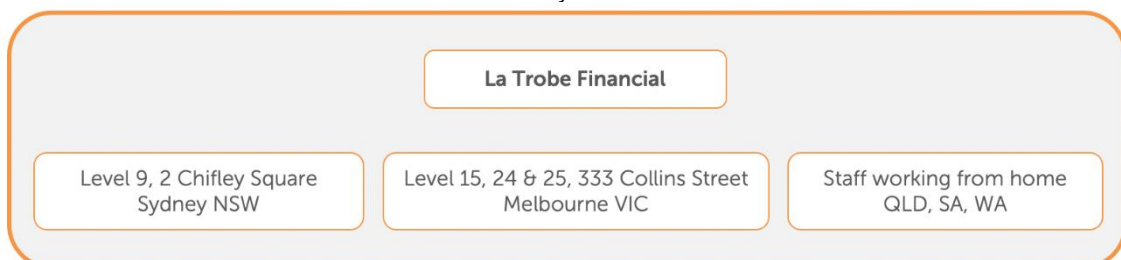 La Trobe Financial
Level 9, 2 Chifley Square
Sydney NSW
Level 15, 24 & 25, 333 Collins Street
Melbourne VIC
Staff working from home
QLD, SA, WA